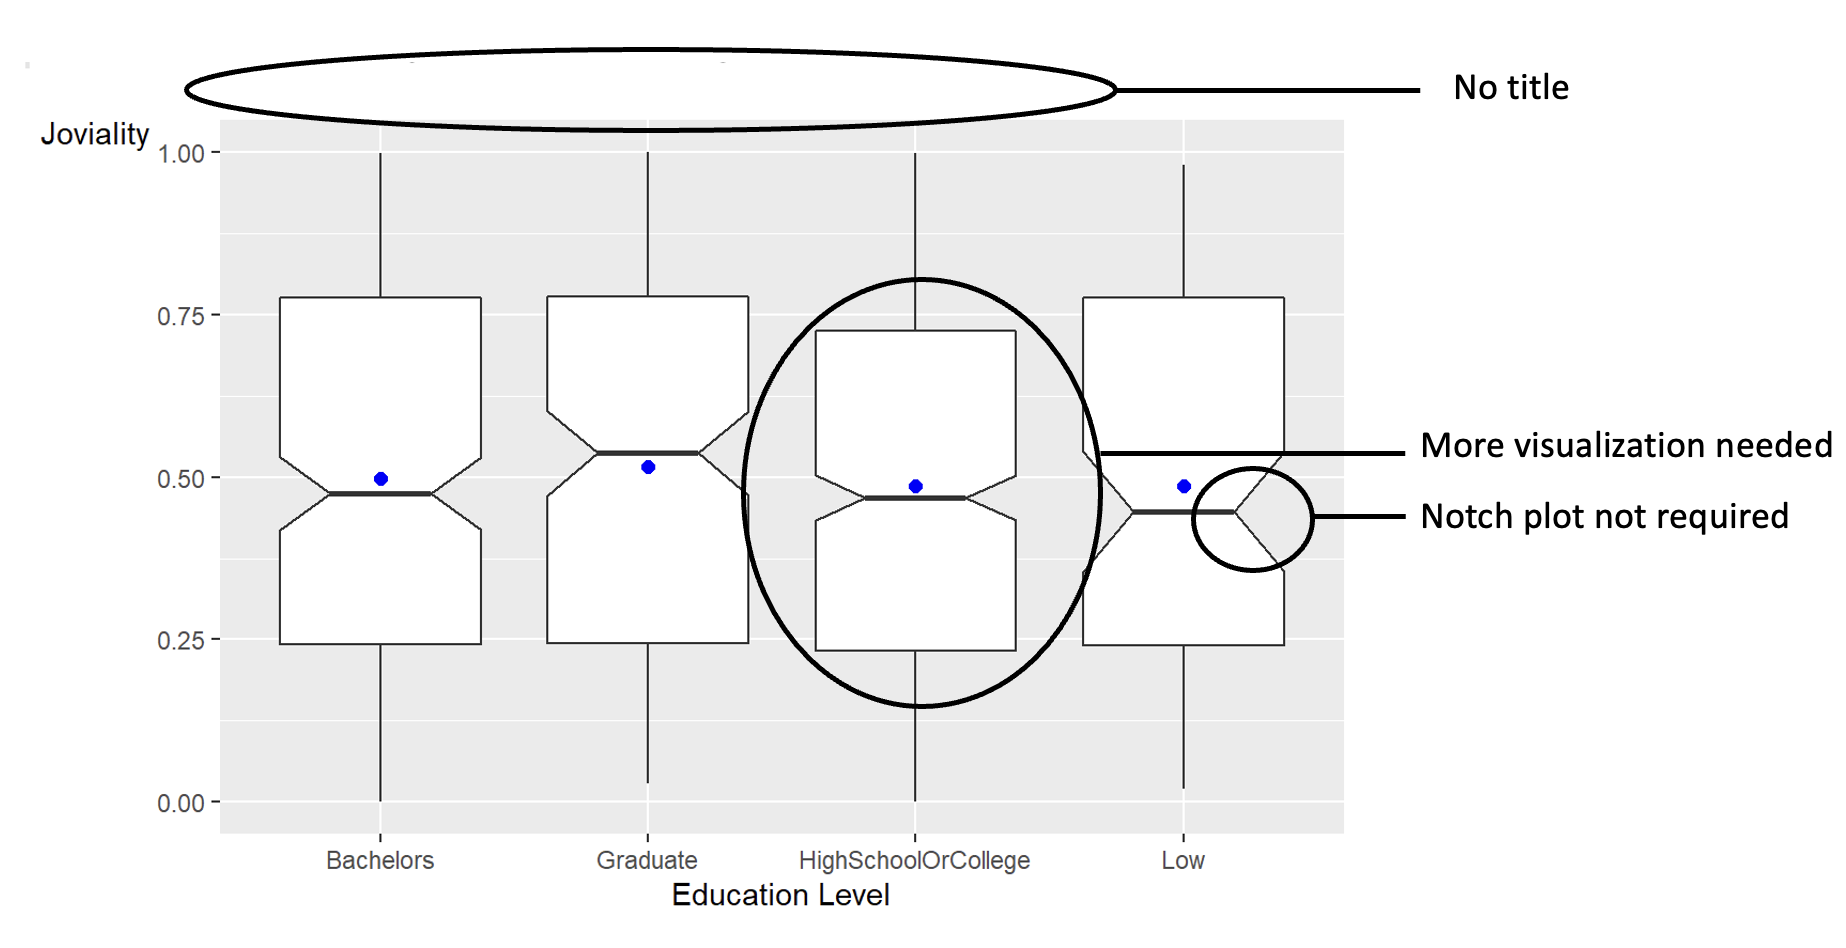 No title
Joviality
1.00
0.75
More visualization needed
0.50
Notch plot not required
0.25
0.00
Bachelors Graduate HighSchoolOrCollege Low
Education Level